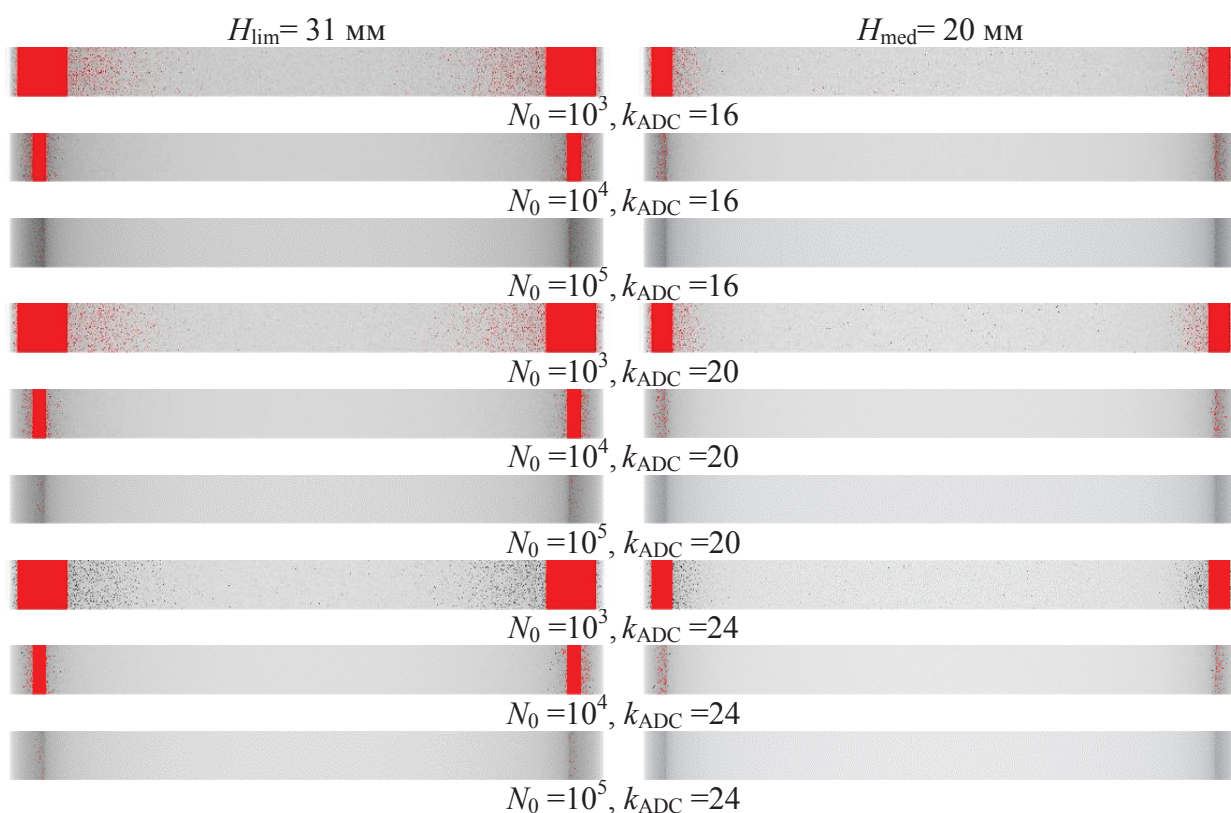 H_lim = 31 мм
H_med = 20 мм
N_0 =10^3, k_ADC =16
N_0 =10^4, k_ADC =16
N_0 =10^5, k_ADC =16
N_0 =10^3, k_ADC =20
N_0 =10^4, k_ADC =20
N_0 =10^5, k_ADC =20
N_0 =10^3, k_ADC =24
N_0 =10^4, k_ADC =24
N_0 =10^5, k_ADC =24